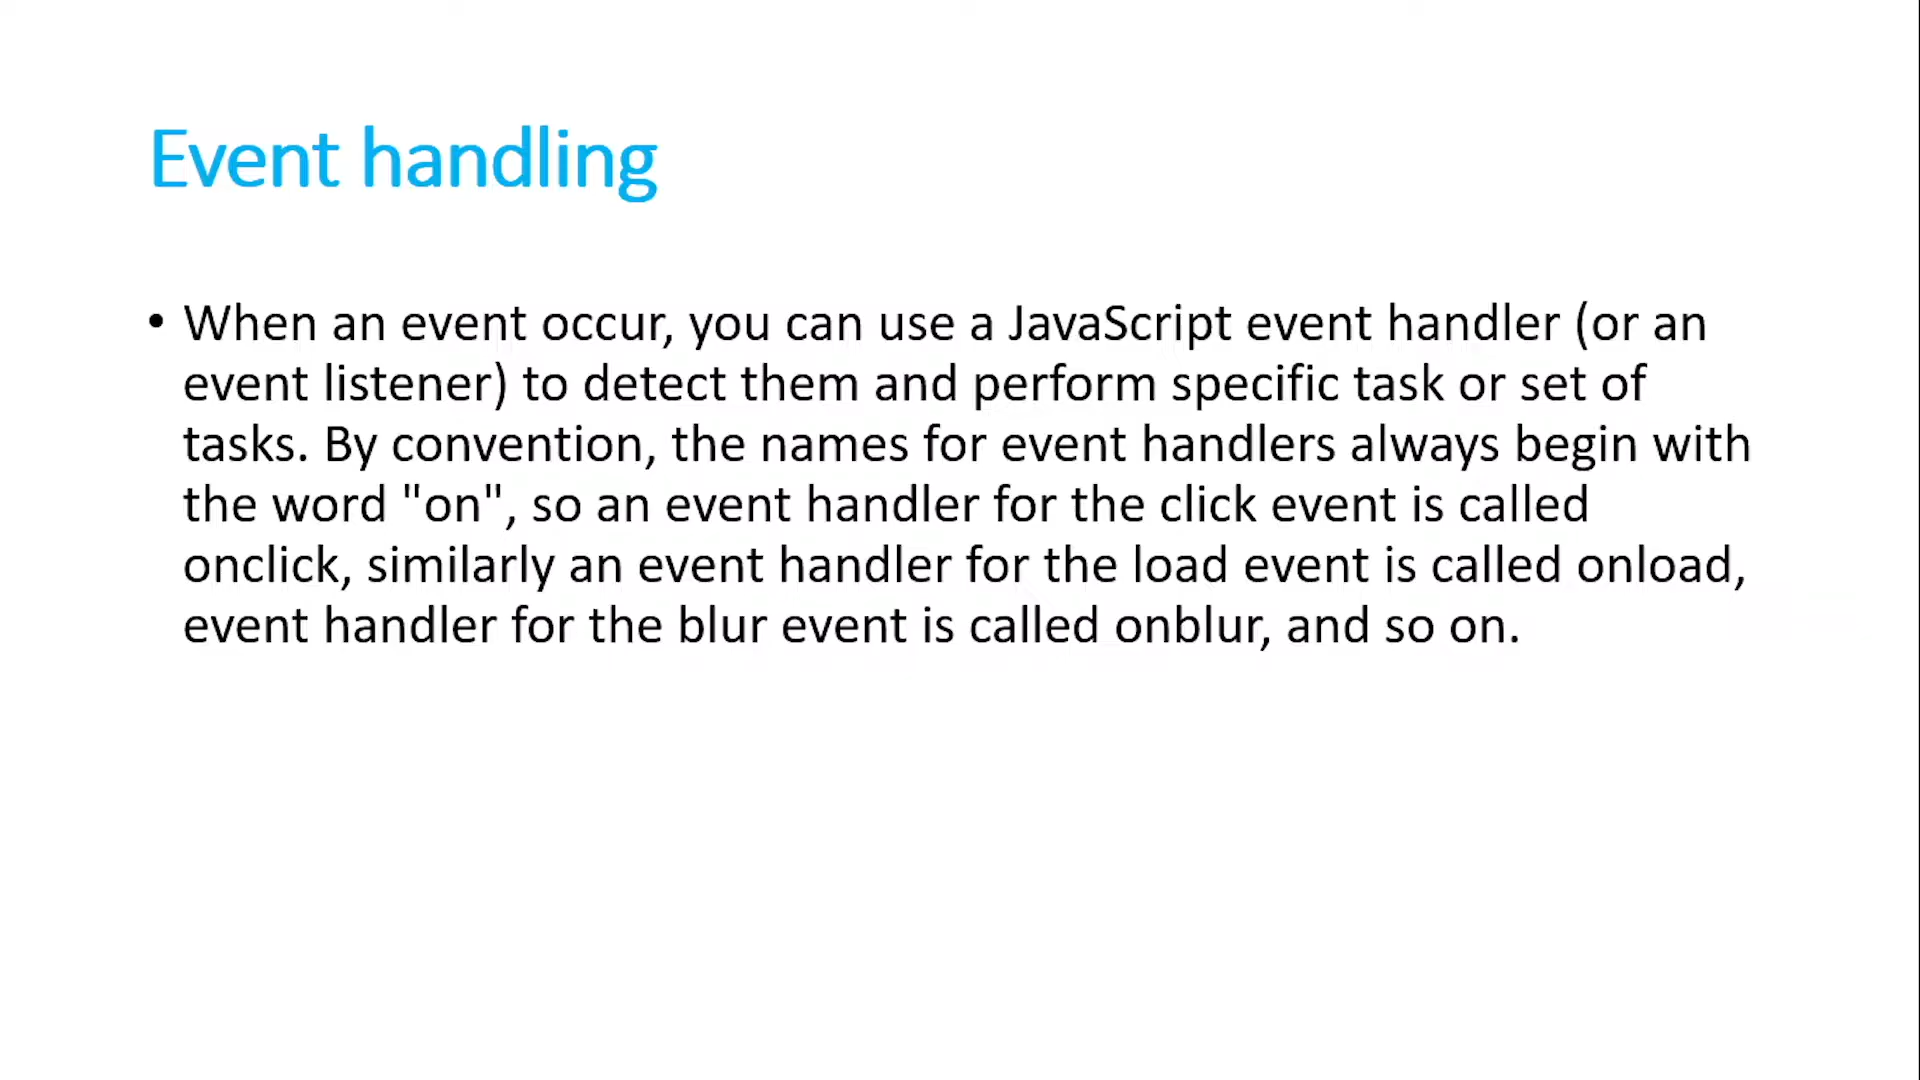 Event handling
• When an event occur, you can use a JavaScript event handler (or an
event listener) to detect them and perform specific task or set of
tasks. By convention, the names for event handlers always begin with
the word "on", so an event handler for the click event is called
onclick, similarly an event handler for the load event is called onload,
event handler for the blur event is called onblur, and so on.